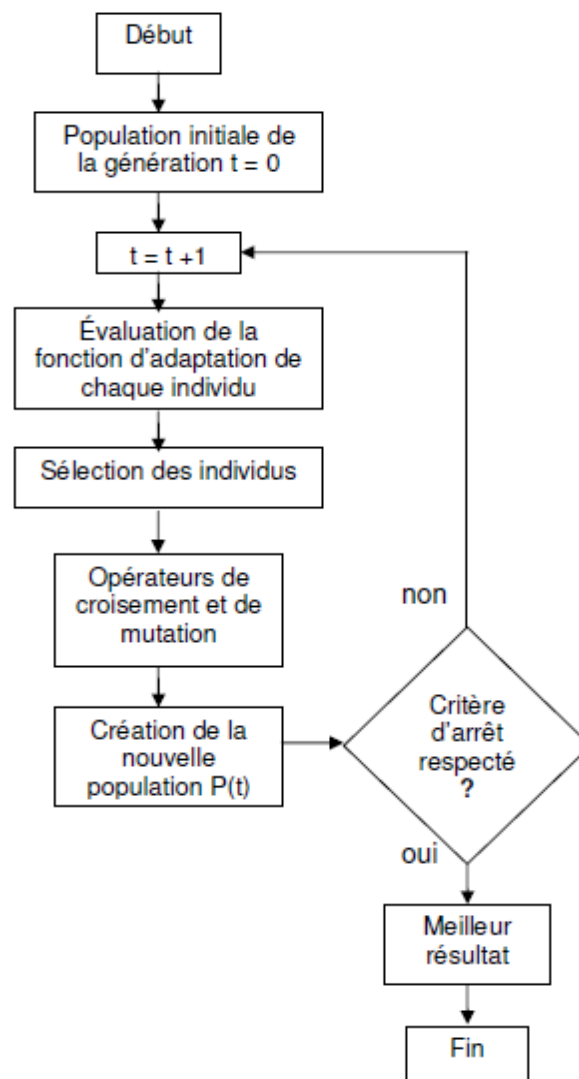 Début
Population initiale de
la génération t = 0
t = t +1
Évaluation de la
fonction d'adaptation de
chaque individu
Sélection des individus
Opérateurs de
croisement et de
mutation
Création de la
nouvelle
population P(t)
non
Critère
d'arrêt
respecté
?
oui
Meilleur
résultat
Fin